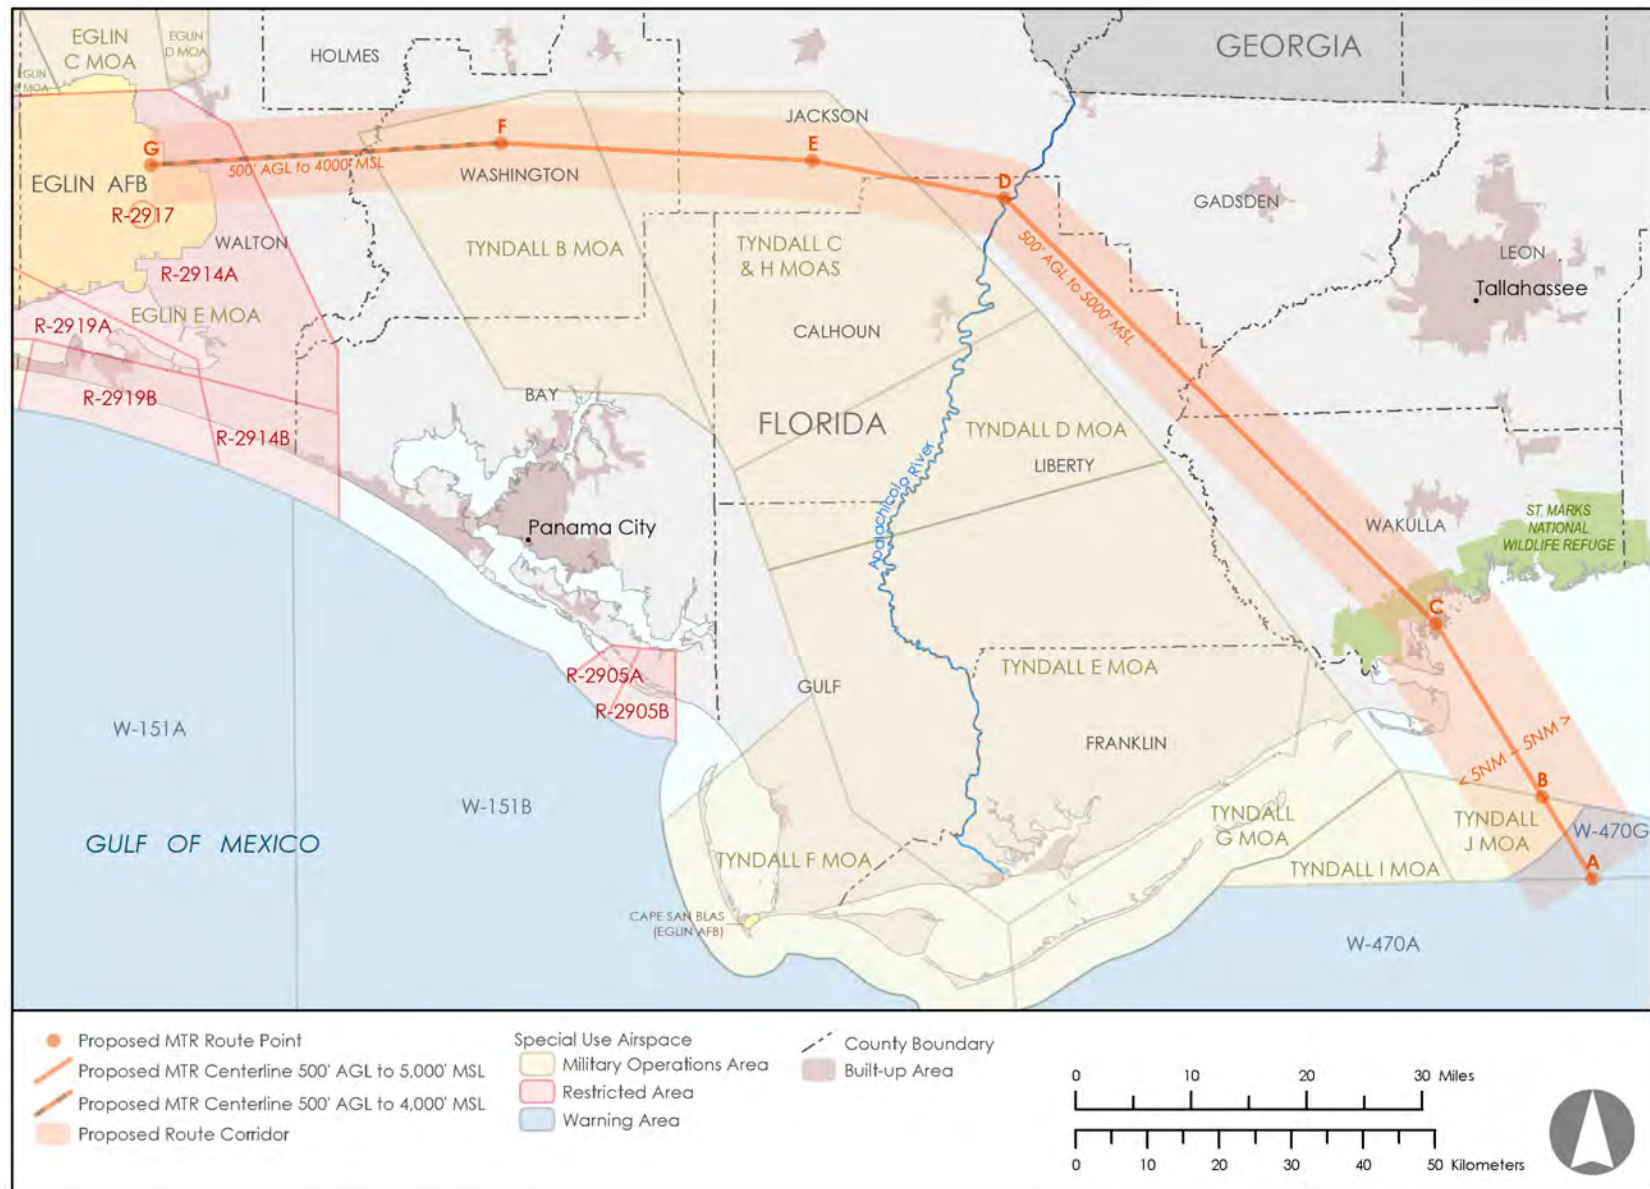 EGLIN
C MOA
EGLIN
D MOA
EGLIN
B MOA
HOLMES
GEORGIA
JACKSON
F
E
G
500' AGL to 4000' MSL
WASHINGTON
EGLIN AFB
D
R-2917
GADSDEN
WALTON
TYNDALL B MOA
TYNDALL C
& H MOAS
500' AGL to 5000' MSL
LEON
R-2914A
Tallahassee
EGLIN E MOA
R-2919A
CALHOUN
R-2919B
BAY
FLORIDA
R-2914B
TYNDALL D MOA
LIBERTY
Apalachicola River
Panama City
WAKULLA
ST. MARKS
NATIONAL
WILDLIFE REFUGE
C
R-2905A
TYNDALL E MOA
GULF
R-2905B
W-151A
FRANKLIN
< 5NM – 5NM >
B
W-151B
TYNDALL
G MOA
TYNDALL
J MOA
W-470G
GULF OF MEXICO
TYNDALL F MOA
TYNDALL I MOA
A
CAPE SAN BLAS
(EGLIN AFB)
W-470A
Proposed MTR Route Point
Proposed MTR Centerline 500' AGL to 5,000' MSL
Proposed MTR Centerline 500' AGL to 4,000' MSL
Proposed Route Corridor
Special Use Airspace
Military Operations Area
Restricted Area
Warning Area
County Boundary
Built-up Area
0 10 20 30 Miles
0 10 20 30 40 50 Kilometers